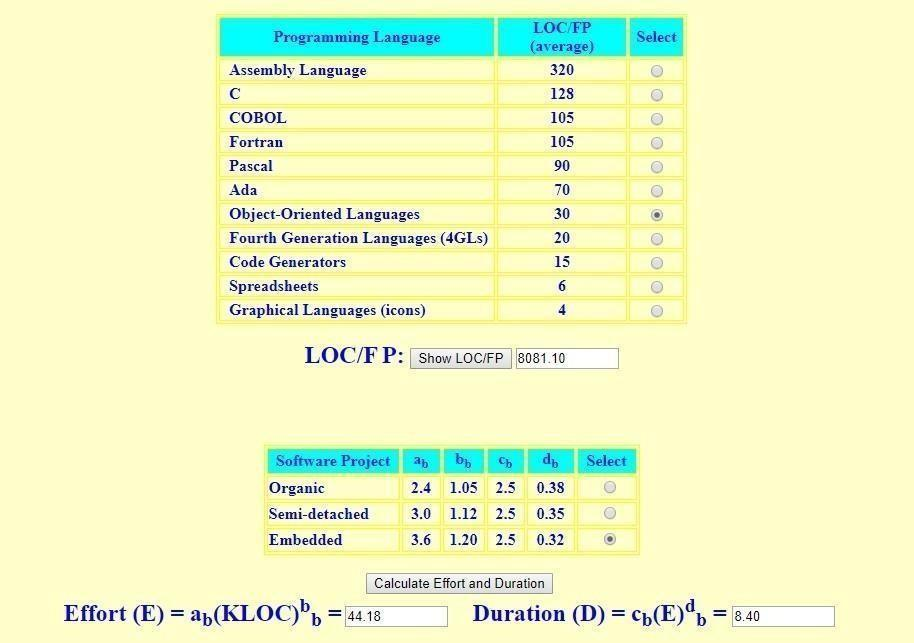 Programming Language LOC/FP (average) Select
Assembly Language 320
C 128
COBOL 105
Fortran 105
Pascal 90
Ada 70
Object-Oriented Languages 30
Fourth Generation Languages (4GLs) 20
Code Generators 15
Spreadsheets 6
Graphical Languages (icons) 4
LOC/F P: Show LOC/FP 8081.10
Software Project ab bb cb db Select
Organic 2.4 1.05 2.5 0.38
Semi-detached 3.0 1.12 2.5 0.35
Embedded 3.6 1.20 2.5 0.32
Calculate Effort and Duration
Effort (E) = ab(KLOC)bb = 44.18 Duration (D) = cb(E)db = 8.40